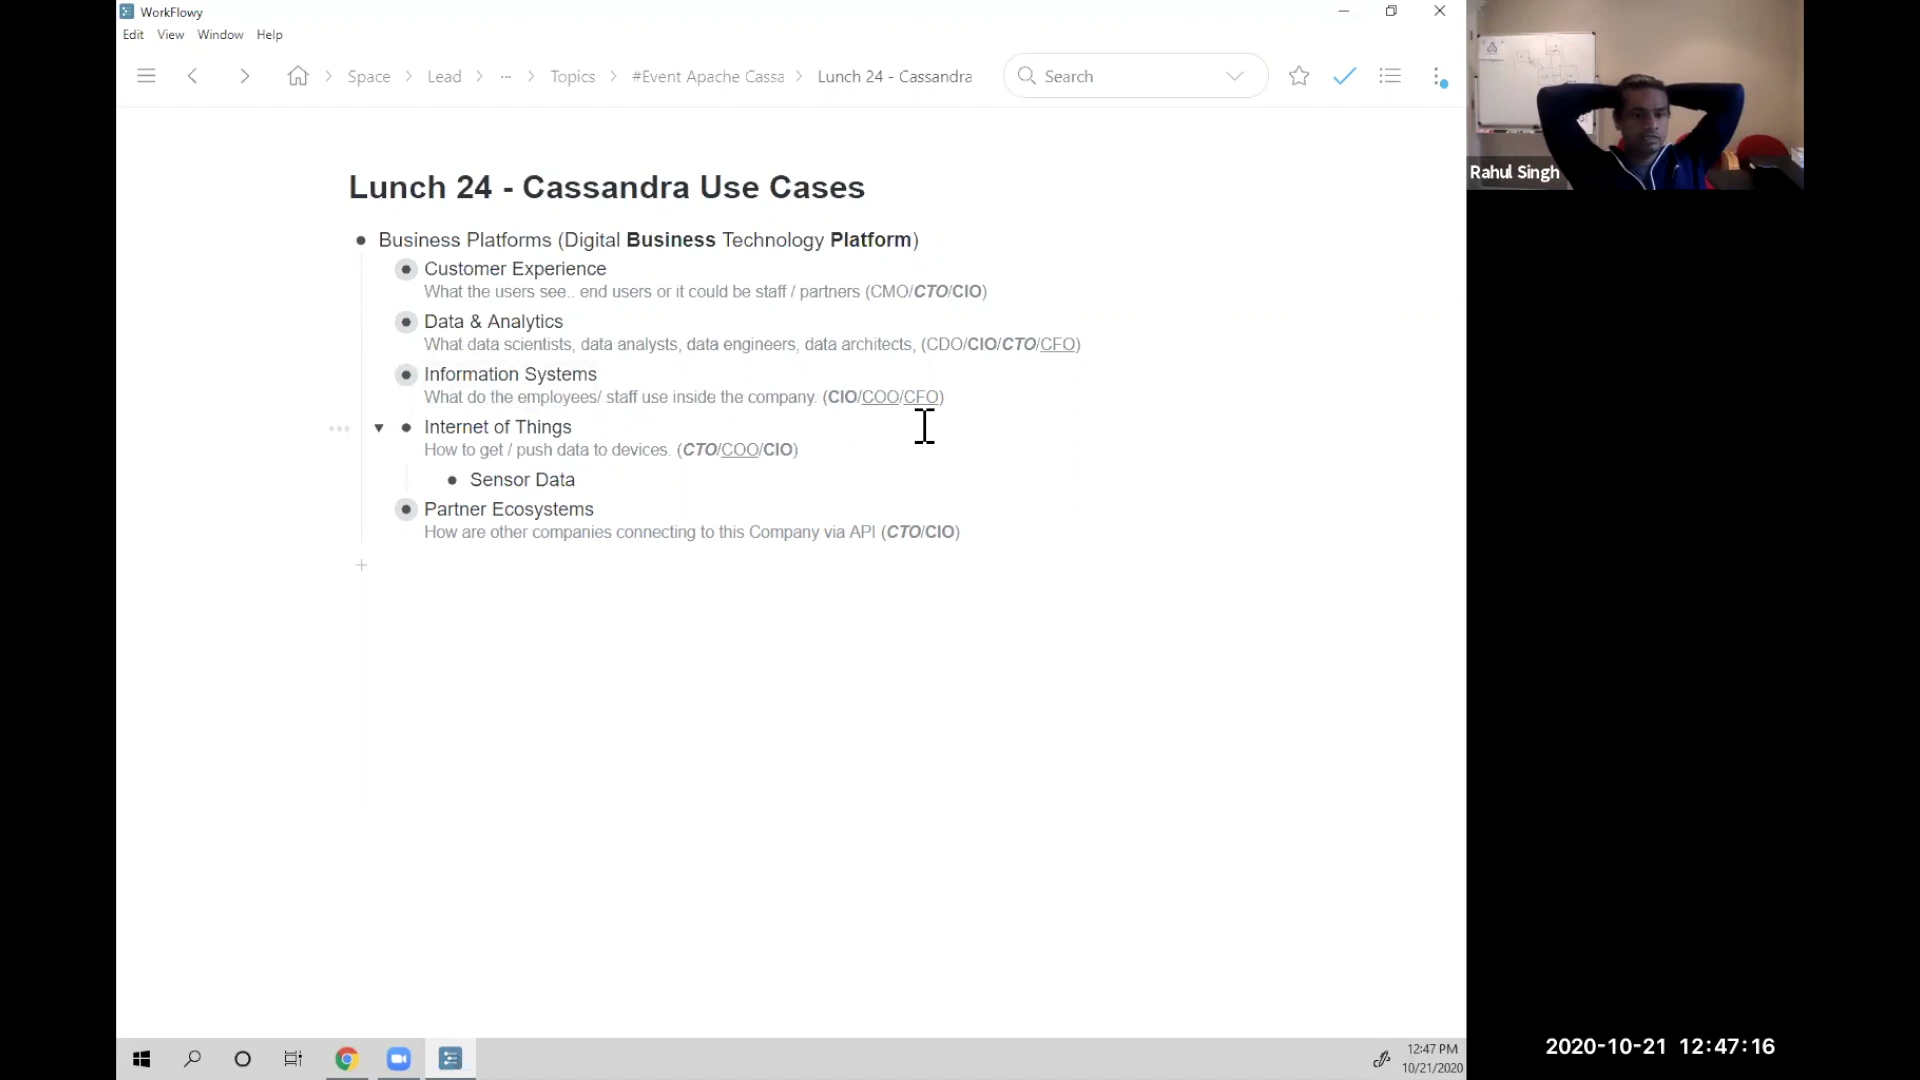 WorkFlowy
Edit View Window Help
Space Lead ... Topics #Event Apache Cassa Lunch 24 - Cassandra Search
Rahul Singh
Lunch 24 - Cassandra Use Cases
Business Platforms (Digital Business Technology Platform)
Customer Experience
What the users see.. end users or it could be staff / partners (CMO/CTO/CIO)
Data & Analytics
What data scientists, data analysts, data engineers, data architects, (CDO/CIO/CTO/CFO)
Information Systems
What do the employees/ staff use inside the company. (CIO/COO/CFO)
Internet of Things
How to get / push data to devices. (CTO/COO/CIO)
Sensor Data
Partner Ecosystems
How are other companies connecting to this Company via API (CTO/CIO)
12:47 PM
10/21/2020
2020-10-21 12:47:16